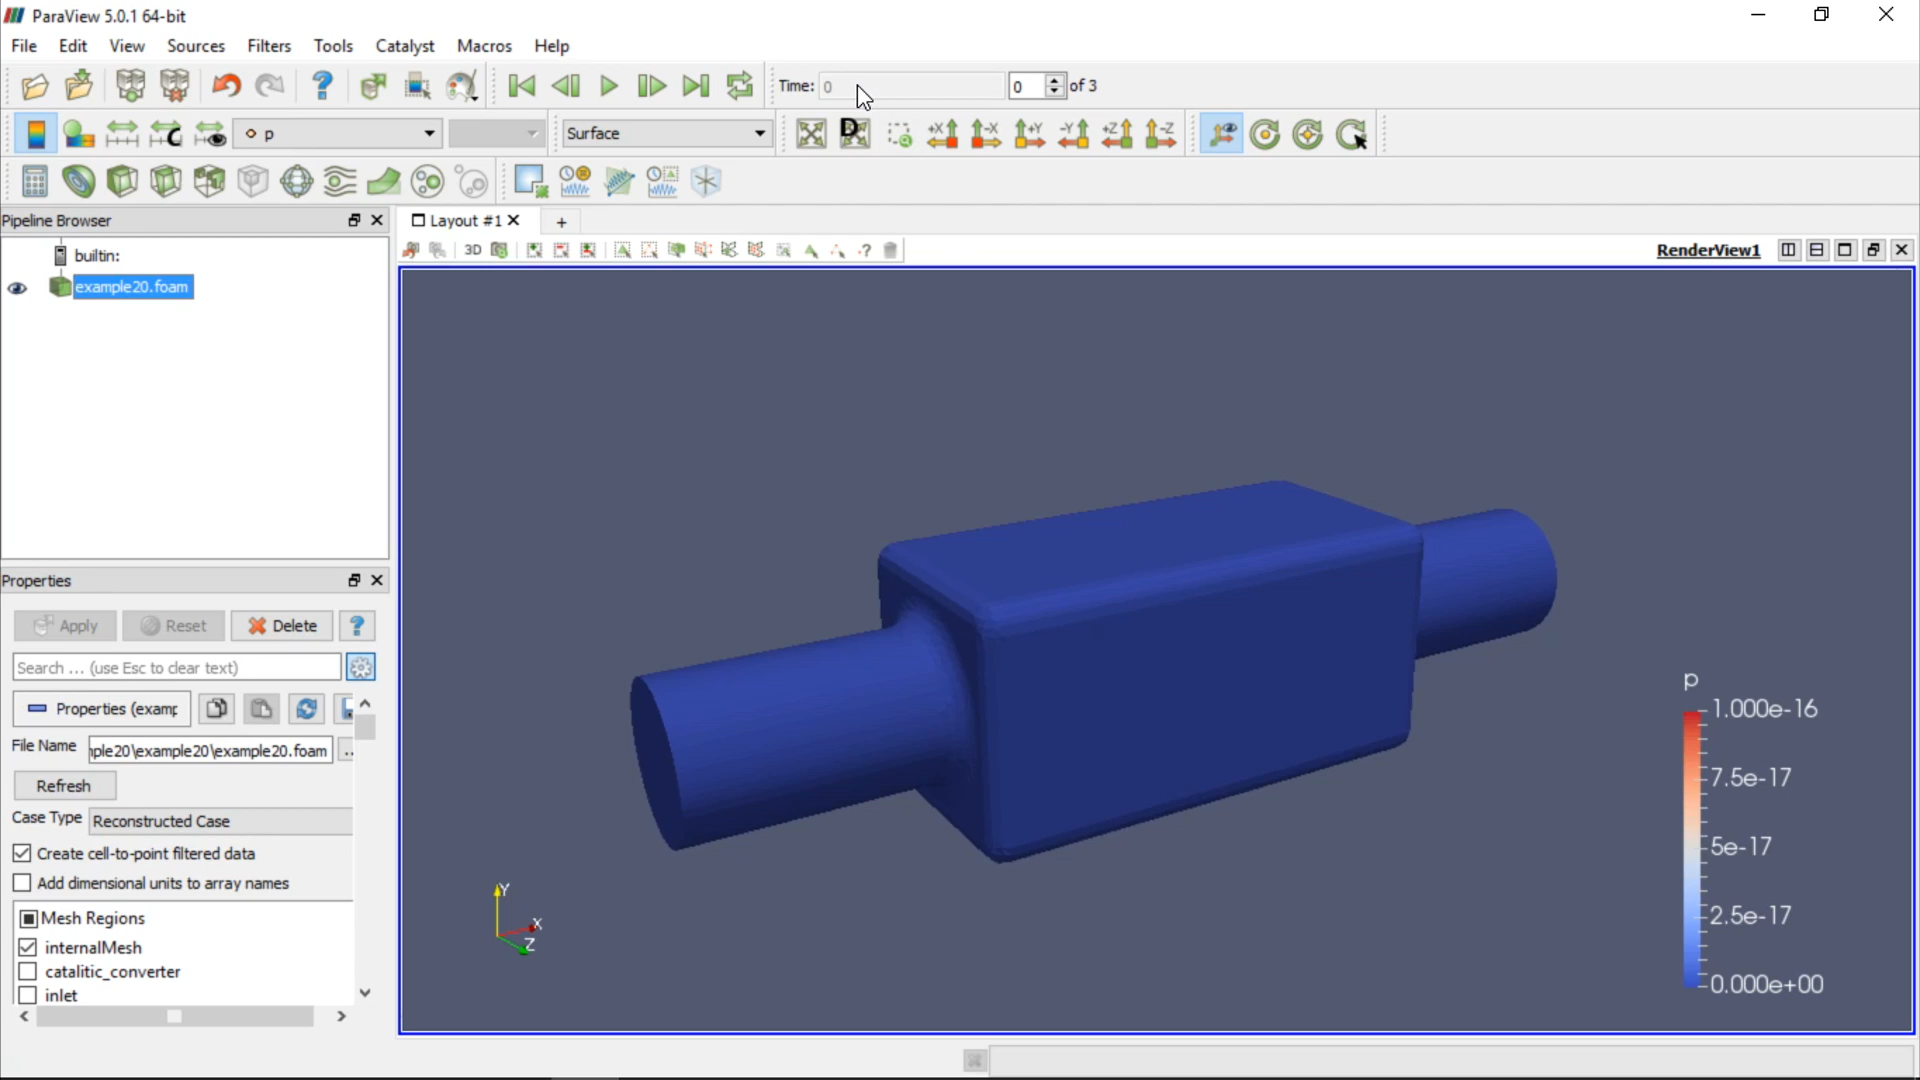 ParaView 5.0.1 64-bit
File Edit View Sources Filters Tools Catalyst Macros Help
Time: 0 0 of 3
p Surface D +X -X +Y -Y +Z -Z
Pipeline Browser
Layout #1 +
3D
RenderView1
builtin:
example20.foam
Properties
Apply Reset Delete ?
Search ... (use Esc to clear text)
Properties (examp
File Name nple20\example20\example20.foam ..
Refresh
Case Type Reconstructed Case
Create cell-to-point filtered data
Add dimensional units to array names
Mesh Regions
internalMesh
catalitic_converter
inlet
Y
X
Z
p
1.000e-16
7.5e-17
5e-17
2.5e-17
0.000e+00